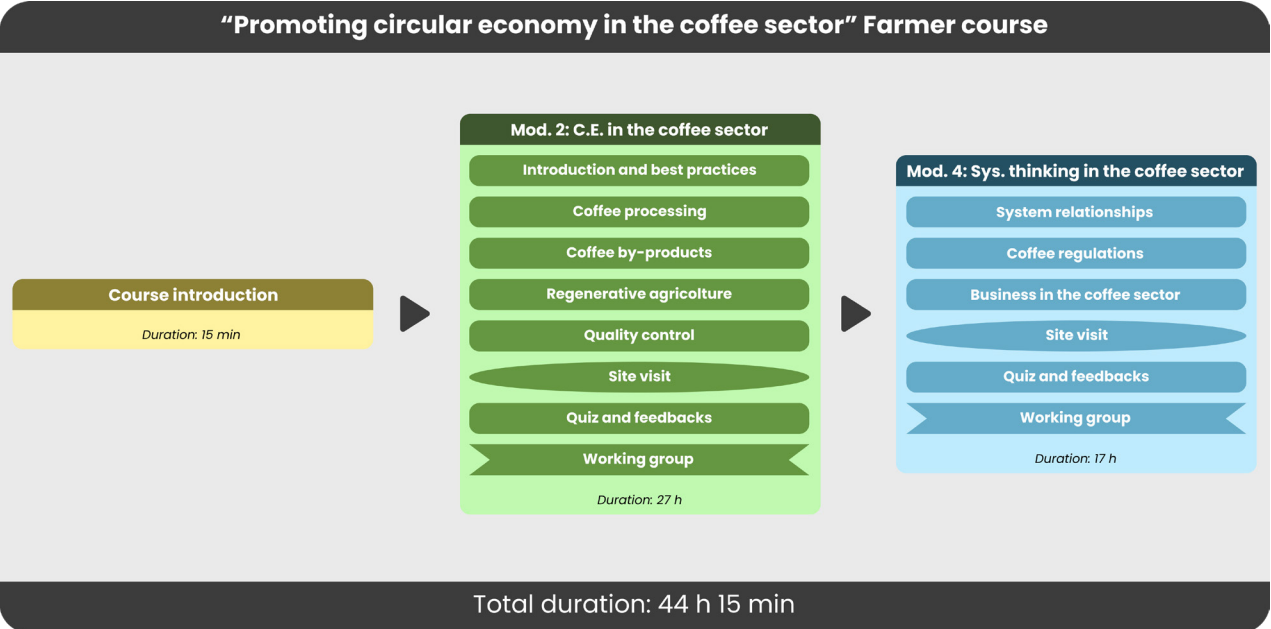 “Promoting circular economy in the coffee sector” Farmer course
Course introduction
Duration: 15 min
Mod. 2: C.E. in the coffee sector
Introduction and best practices
Coffee processing
Coffee by-products
Regenerative agricolture
Quality control
Site visit
Quiz and feedbacks
Working group
Duration: 27 h
Mod. 4: Sys. thinking in the coffee sector
System relationships
Coffee regulations
Business in the coffee sector
Site visit
Quiz and feedbacks
Working group
Duration: 17 h
Total duration: 44 h 15 min